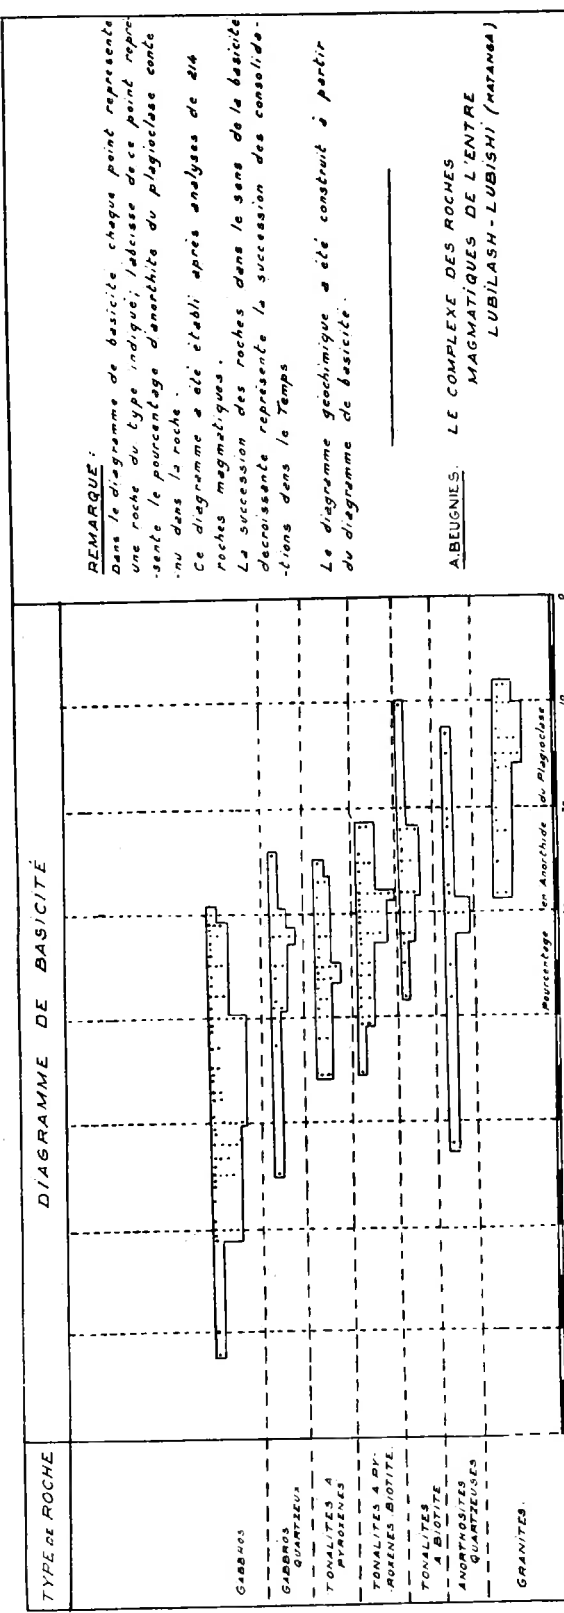 TYPE DE ROCHE
DIAGRAMME DE BASICITÉ
GABBROS
GABBROS
QUARTZEUX
TONALITES A
PYROXENES
TONALITES A PY-
ROXENES BIOTITE.
TONALITES
A BIOTITE
ANORTHOSITES
QUARTZEUSES
GRANITES.
Pourcentage en Anorthide du Plagioclase
0
REMARQUE :
Dans le diagramme de basicité chaque point représente
une roche du type indiqué; labcisse de ce point repré-
-sente le pourcentage d'anorthite du plagioclase conte
-nu dans la roche.
Ce diagramme a été établi après analyses de 214
roches magmatiques.
La succession des roches dans le sens de la basicité
décroissante représente la succession des consolida-
-tions dans le Temps
Le diagramme géochimique a été construit à partir
du diagramme de basicité.
A.BEUGNIES. LE COMPLEXE DES ROCHES
MAGMATIQUES DE L'ENTRE
LUBILASH-LUBISHI (KATANGA)